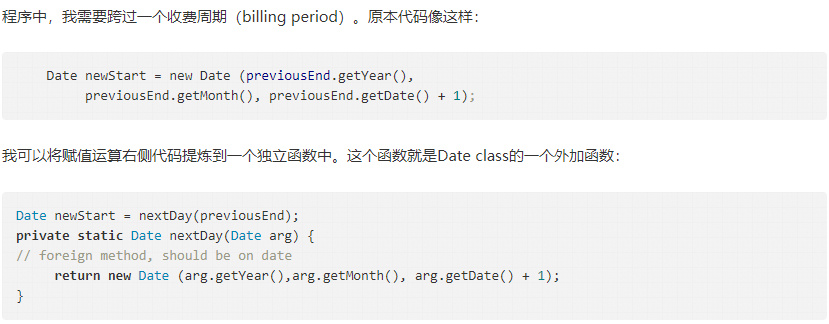 程序中，我需要跨过一个收费周期（billing period）。原本代码像这样：
Date newStart = new Date (previousEnd.getYear(),
previousEnd.getMonth(), previousEnd.getDate() + 1);
我可以将赋值运算右侧代码提炼到一个独立函数中。这个函数就是Date class的一个外加函数：
Date newStart = nextDay(previousEnd);
private static Date nextDay(Date arg) {
// foreign method, should be on date
return new Date (arg.getYear(),arg.getMonth(), arg.getDate() + 1);
}